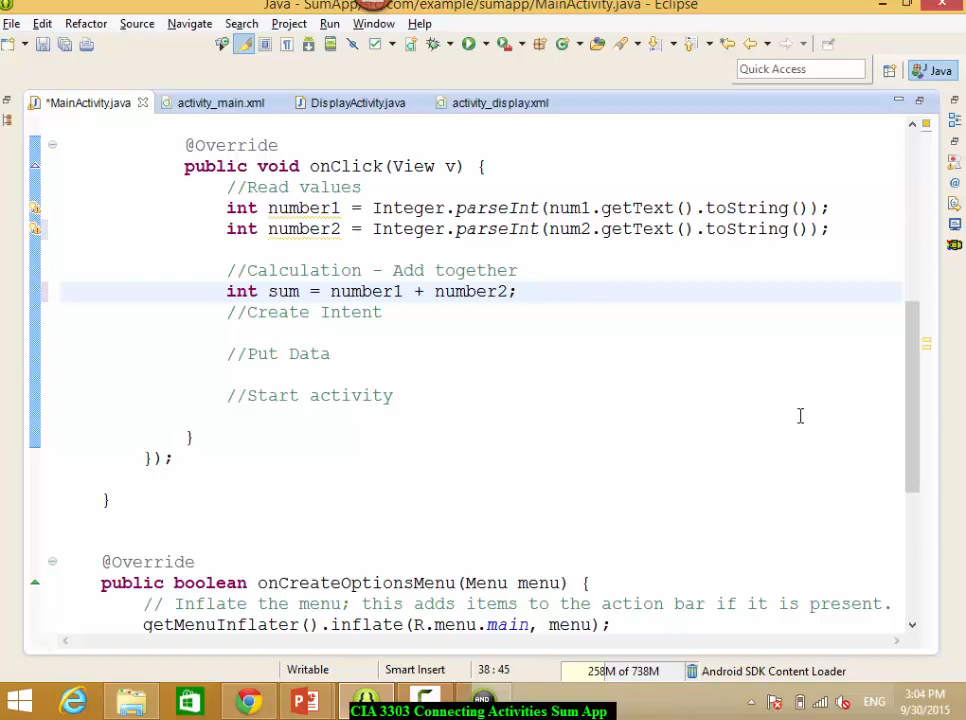 Java - SumApp/src/com/example/sumapp/MainActivity.java - Eclipse
File Edit Refactor Source Navigate Search Project Run Window Help
Quick Access
Java
*MainActivity.java activity_main.xml DisplayActivity.java activity_display.xml
@Override
public void onClick(View v) {
//Read values
int number1 = Integer.parseInt(num1.getText().toString());
int number2 = Integer.parseInt(num2.getText().toString());
//Calculation - Add together
int sum = number1 + number2;
//Create Intent
//Put Data
//Start activity
}
});
}
@Override
public boolean onCreateOptionsMenu(Menu menu) {
// Inflate the menu; this adds items to the action bar if it is present.
getMenuInflater().inflate(R.menu.main, menu);
Writable Smart Insert 38 : 45 258M of 738M Android SDK Content Loader
ENG
3:04 PM
9/30/2015
CIA 3303 Connecting Activities Sum App